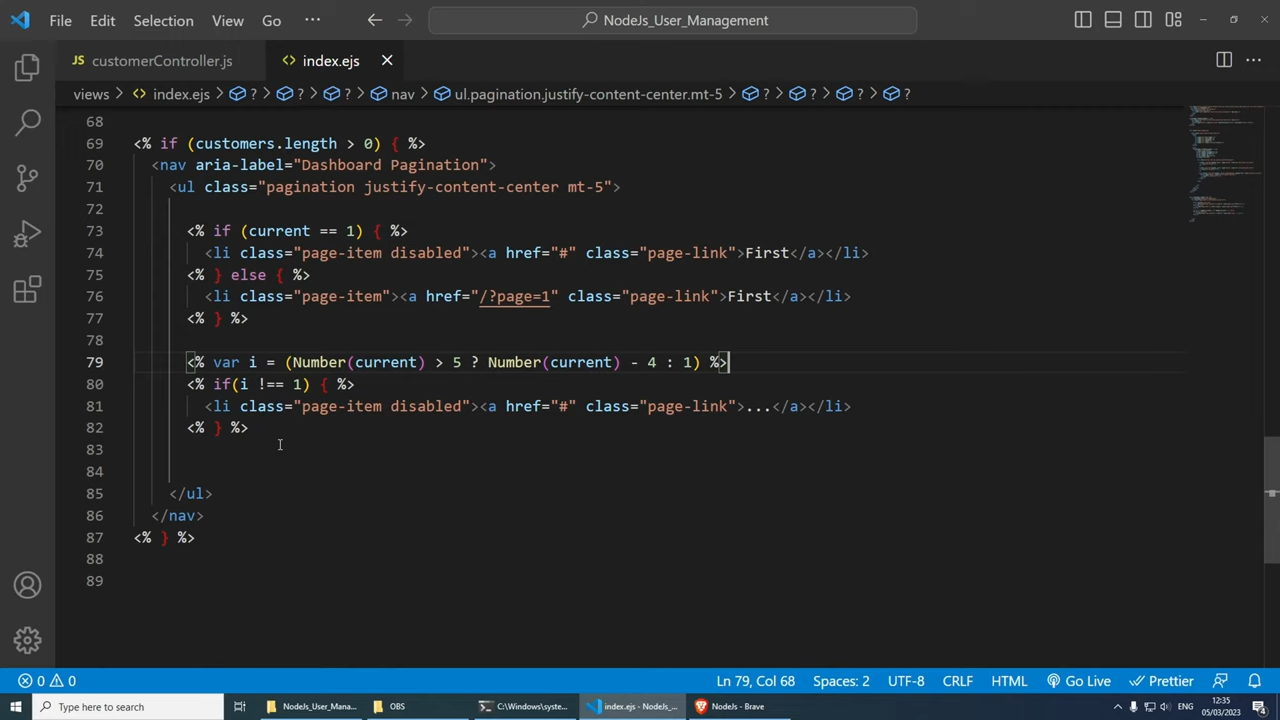 File Edit Selection View Go ··· NodeJs_User_Management
JS customerController.js index.ejs
views > index.ejs > ? > ? > ? > nav > ul.pagination.justify-content-center.mt-5 > ? > ? > ? > ?
68
69 <% if (customers.length > 0) { %>
70 <nav aria-label="Dashboard Pagination">
71 <ul class="pagination justify-content-center mt-5">
72
73 <% if (current == 1) { %>
74 <li class="page-item disabled"><a href="#" class="page-link">First</a></li>
75 <% } else { %>
76 <li class="page-item"><a href="/?page=1" class="page-link">First</a></li>
77 <% } %>
78
79 <% var i = (Number(current) > 5 ? Number(current) - 4 : 1) %>
80 <% if(i !== 1) { %>
81 <li class="page-item disabled"><a href="#" class="page-link">...</a></li>
82 <% } %>
83
84
85 </ul>
86 </nav>
87 <% } %>
88
89
0 0 Ln 79, Col 68 Spaces: 2 UTF-8 CRLF HTML Go Live Prettier
Type here to search NodeJs_User_Mana... OBS C:\Windows\syste... index.ejs - NodeJs_... NodeJs - Brave ENG 12:35 05/03/2023 4